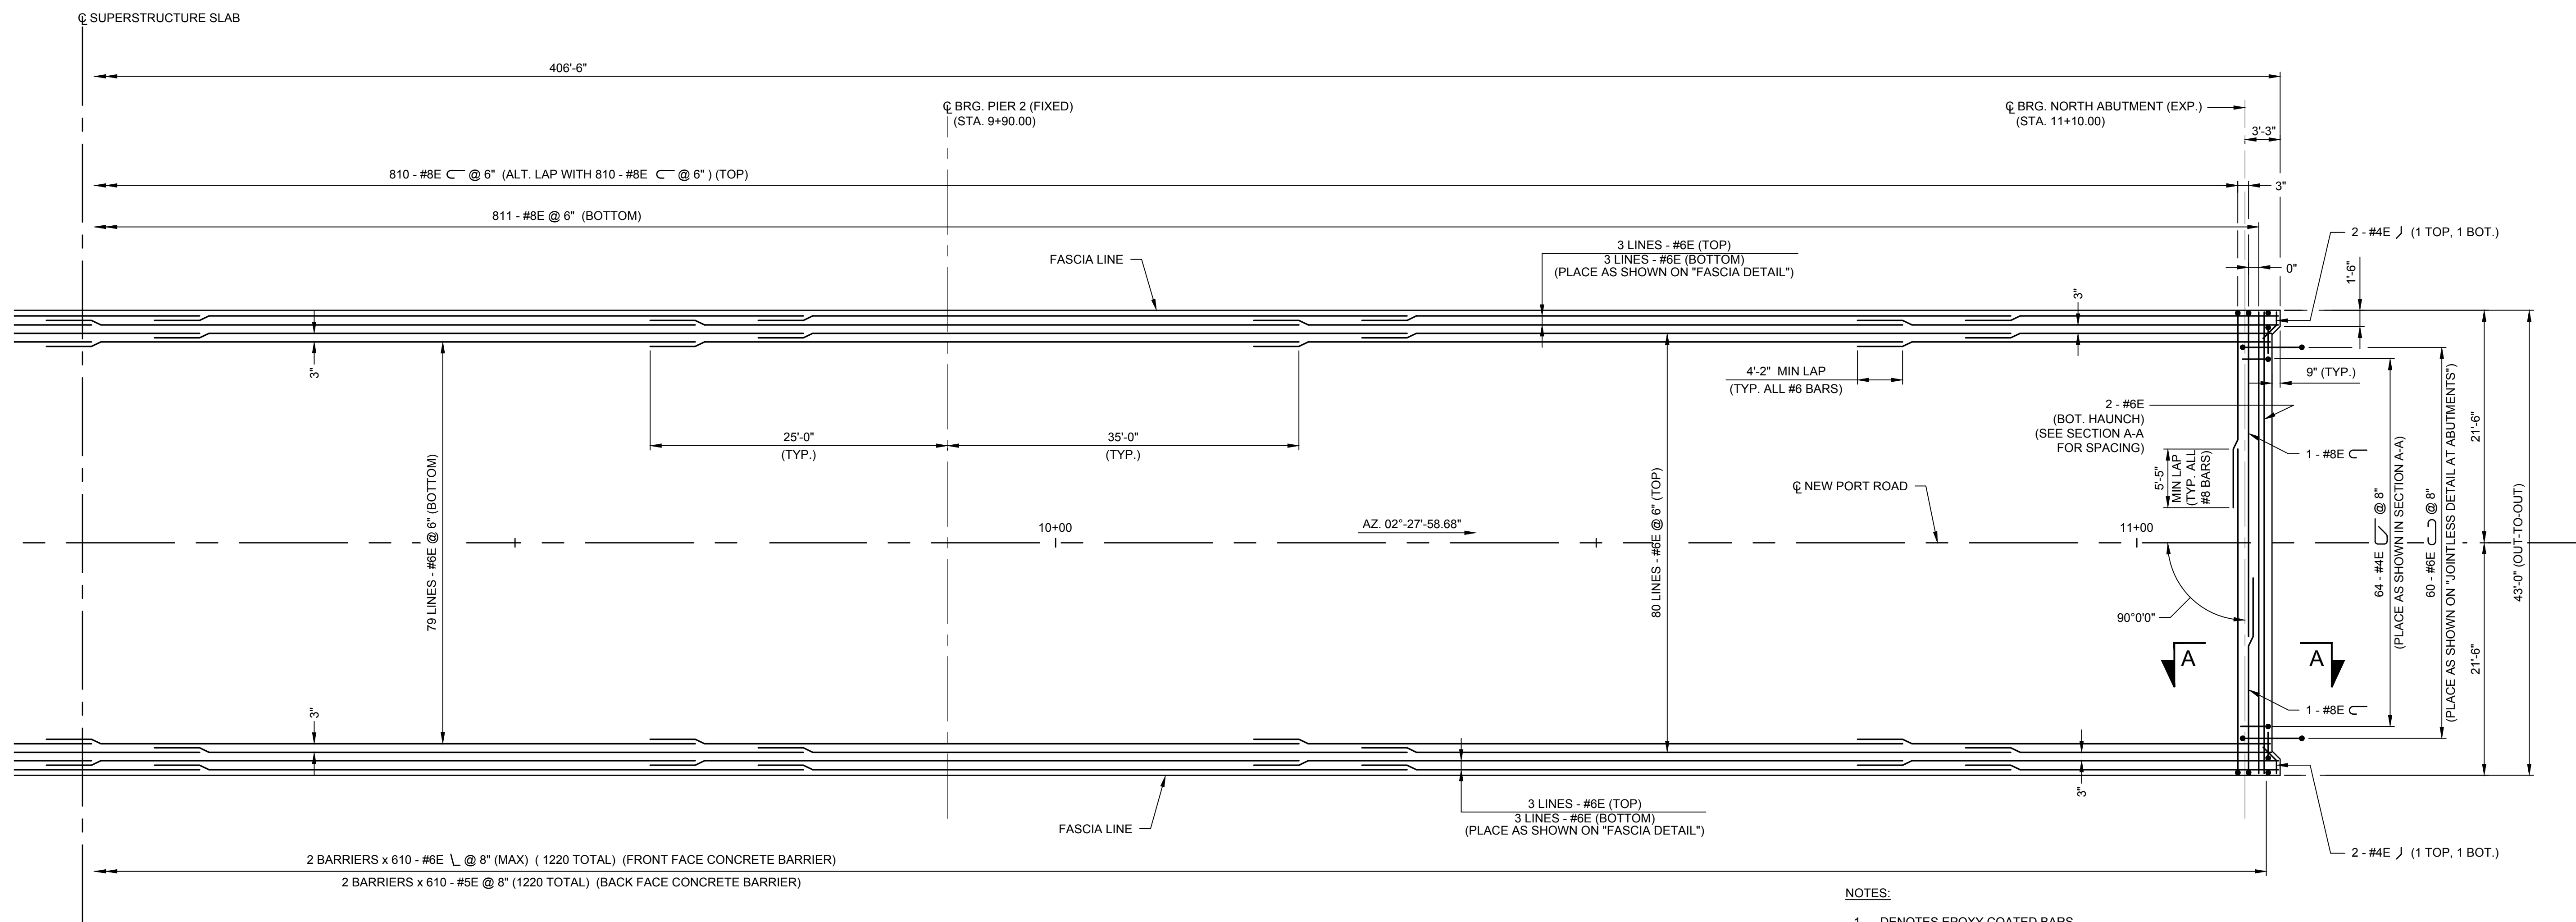 ℄ SUPERSTRUCTURE SLAB
406'-6"
℄ BRG. PIER 2 (FIXED)
(STA. 9+90.00)
℄ BRG. NORTH ABUTMENT (EXP.)
(STA. 11+10.00)
3'-3"
810 - #8E @ 6" (ALT. LAP WITH 810 - #8E @ 6" ) (TOP)
3"
811 - #8E @ 6" (BOTTOM)
2 - #4E (1 TOP, 1 BOT.)
FASCIA LINE
3 LINES - #6E (TOP)
3 LINES - #6E (BOTTOM)
(PLACE AS SHOWN ON "FASCIA DETAIL")
0"
1'-6"
3"
3"
4'-2" MIN LAP
(TYP. ALL #6 BARS)
9" (TYP.)
2 - #6E
(BOT. HAUNCH)
(SEE SECTION A-A
FOR SPACING)
25'-0"
(TYP.)
35'-0"
(TYP.)
1 - #8E
5'-5"
MIN LAP
(TYP. ALL
#8 BARS)
79 LINES - #6E @ 6" (BOTTOM)
80 LINES - #6E @ 6" (TOP)
℄ NEW PORT ROAD
10+00
AZ. 02°-27'-58.68"
11+00
90°0'0"
64 - #4E @ 8"
(PLACE AS SHOWN IN SECTION A-A)
60 - #6E @ 8"
(PLACE AS SHOWN ON "JOINTLESS DETAIL AT ABUTMENTS")
21'-6"
21'-6"
43'-0" (OUT-TO-OUT)
A
A
1 - #8E
3"
3"
3 LINES - #6E (TOP)
3 LINES - #6E (BOTTOM)
(PLACE AS SHOWN ON "FASCIA DETAIL")
FASCIA LINE
2 - #4E (1 TOP, 1 BOT.)
2 BARRIERS x 610 - #6E @ 8" (MAX) ( 1220 TOTAL) (FRONT FACE CONCRETE BARRIER)
2 BARRIERS x 610 - #5E @ 8" (1220 TOTAL) (BACK FACE CONCRETE BARRIER)
NOTES:
1. DENOTES EPOXY COATED BARS